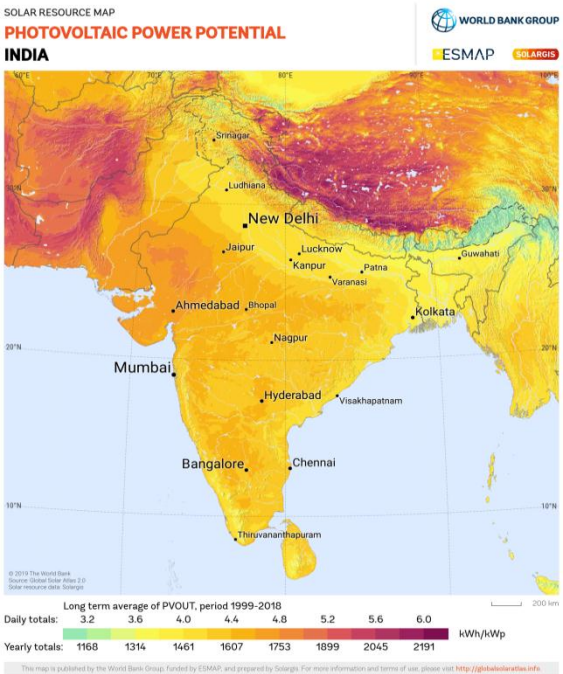 SOLAR RESOURCE MAP
PHOTOVOLTAIC POWER POTENTIAL
INDIA
WORLD BANK GROUP
ESMAP
SOLARGIS
60°E 70°E 80°E 90°E 100°E
Srinagar
30°N 30°N
Ludhiana
New Delhi
Jaipur
Lucknow
Kanpur
Patna
Guwahati
Varanasi
Ahmedabad
Bhopal
Kolkata
Nagpur
20°N 20°N
Mumbai
Hyderabad
Visakhapatnam
Bangalore
Chennai
10°N 10°N
Thiruvananthapuram
© 2019 The World Bank
Source: Global Solar Atlas 2.0
Solar resource data: Solargis
200 km
Long term average of PVOUT, period 1999-2018
Daily totals: 3.2 3.6 4.0 4.4 4.8 5.2 5.6 6.0
kWh/kWp
Yearly totals: 1168 1314 1461 1607 1753 1899 2045 2191
This map is published by the World Bank Group, funded by ESMAP, and prepared by Solargis. For more information and terms of use, please visit http://globalsolaratlas.info.